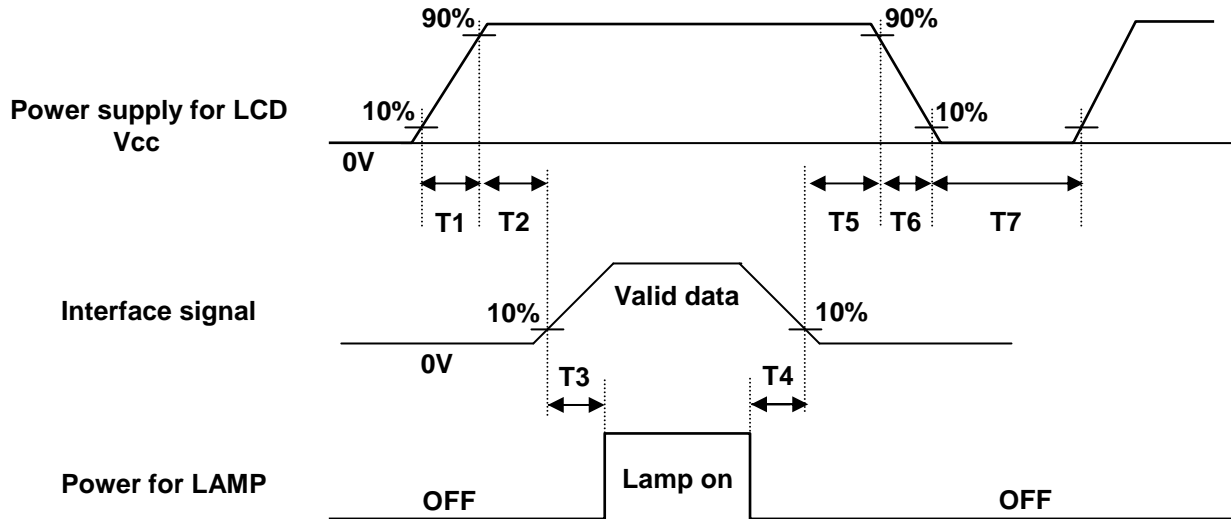 90%
90%
Power supply for LCD
Vcc
10%
10%
0V
T1
T2
T5
T6
T7
Interface signal
Valid data
10%
10%
0V
T3
T4
Power for LAMP
OFF
Lamp on
OFF